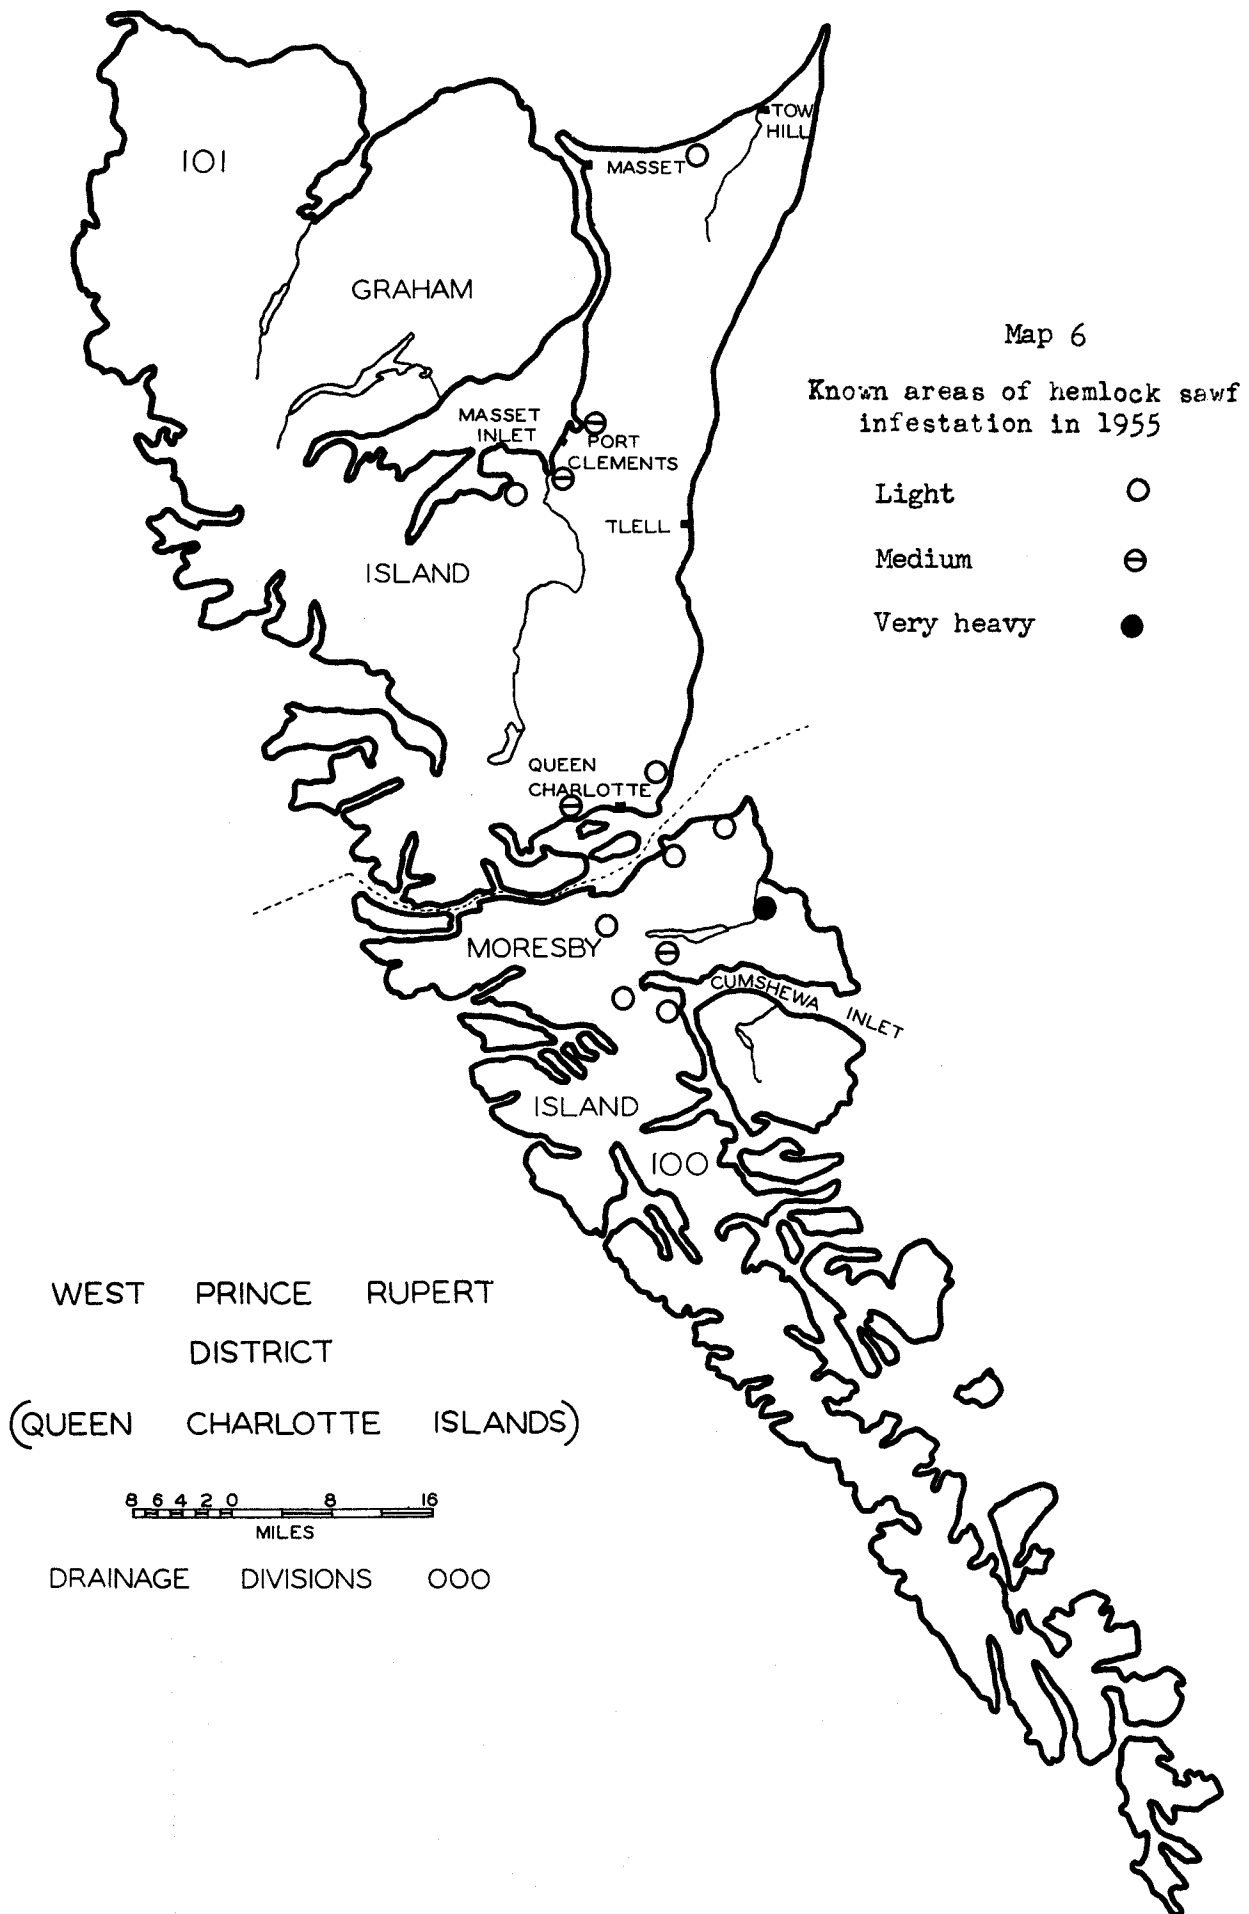 101
TOW
HILL
MASSET
GRAHAM
Map 6
Known areas of hemlock sawf
infestation in 1955
MASSET
INLET
PORT
CLEMENTS
Light
Medium
Very heavy
TLELL
ISLAND
QUEEN
CHARLOTTE
MORESBY
CUMSHEWA INLET
ISLAND
100
WEST PRINCE RUPERT
DISTRICT
(QUEEN CHARLOTTE ISLANDS)
8 6 4 2 0 8 16
MILES
DRAINAGE DIVISIONS 000